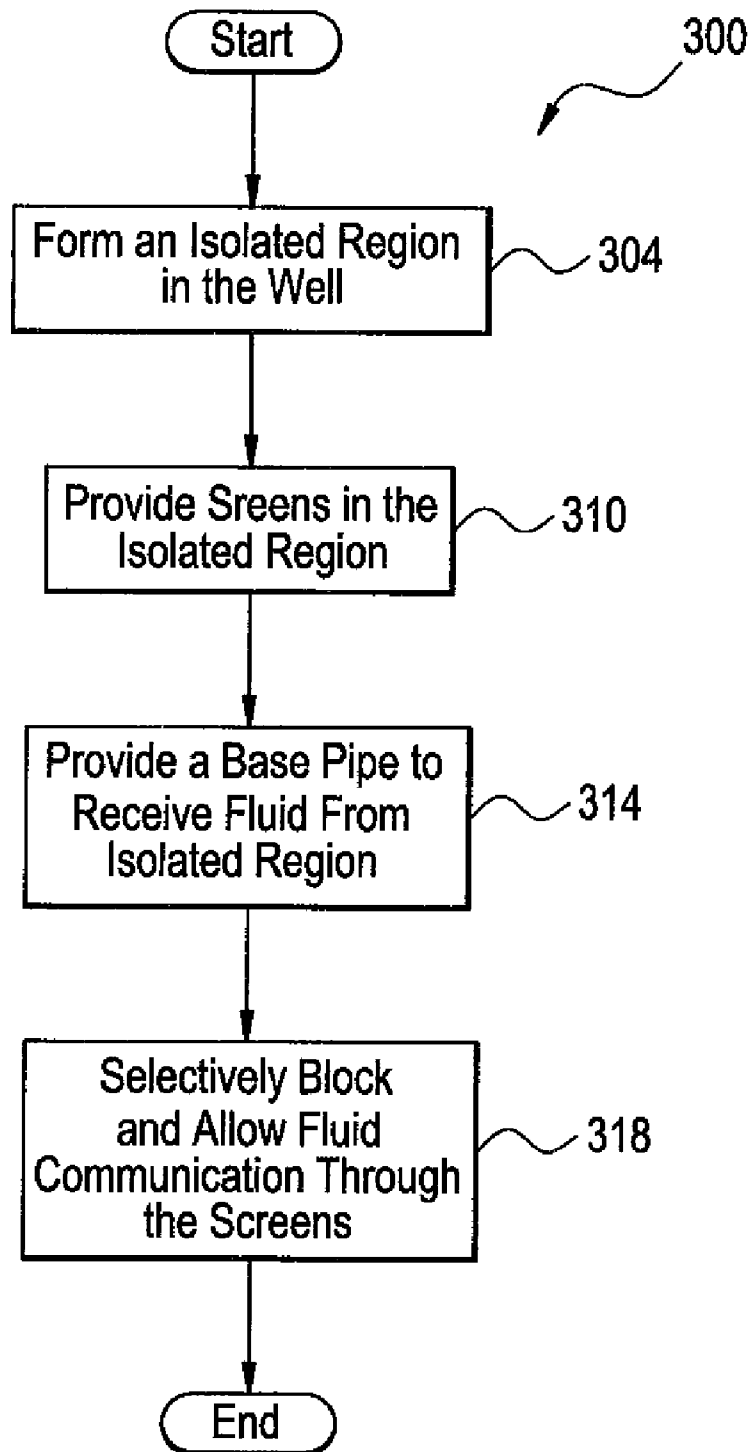 Start
300
Form an Isolated Region
in the Well
304
Provide Sreens in the
Isolated Region
310
Provide a Base Pipe to
Receive Fluid From
Isolated Region
314
Selectively Block
and Allow Fluid
Communication Through
the Screens
318
End